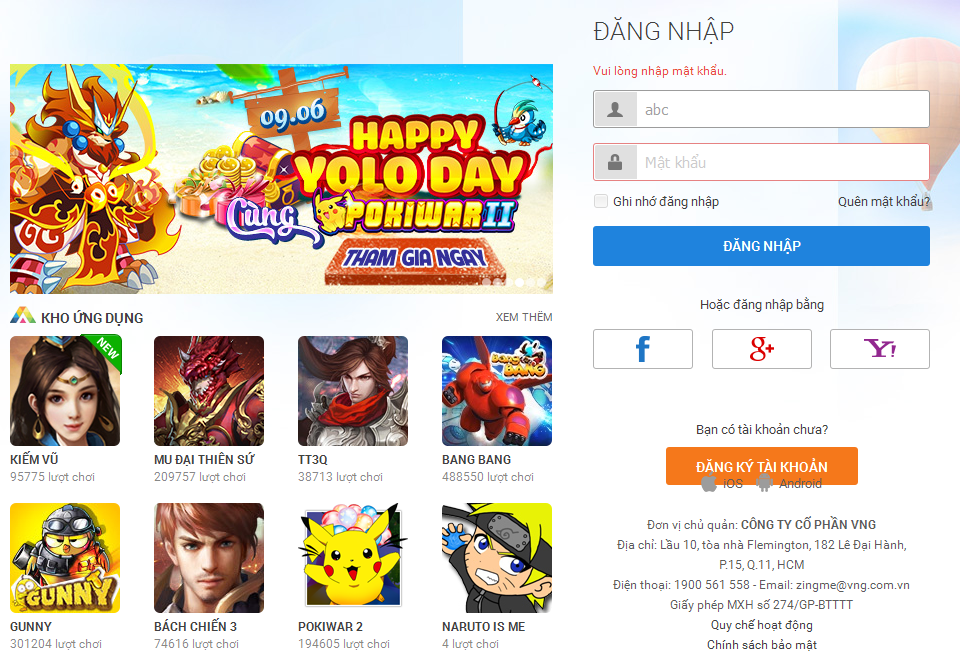 09.06
HAPPY
YOLO DAY
Cùng POKIWAR II
THAM GIA NGAY
KHO ỨNG DỤNG
XEM THÊM
NEW
BANG BANG
KIẾM VŨ
MU ĐẠI THIÊN SỨ
TT3Q
BANG BANG
95775 lượt chơi
209757 lượt chơi
38713 lượt chơi
488550 lượt chơi
GUNNY
GUNNY
BÁCH CHIẾN 3
POKIWAR 2
NARUTO IS ME
301204 lượt chơi
74616 lượt chơi
194605 lượt chơi
4 lượt chơi
ĐĂNG NHẬP
Vui lòng nhập mật khẩu.
abc
Mật khẩu
Ghi nhớ đăng nhập
Quên mật khẩu?
ĐĂNG NHẬP
Hoặc đăng nhập bằng
f
g+
Y!
Bạn có tài khoản chưa?
ĐĂNG KÝ TÀI KHOẢN
iOS Android
Đơn vị chủ quản: CÔNG TY CỔ PHẦN VNG
Địa chỉ: Lầu 10, tòa nhà Flemington, 182 Lê Đại Hành,
P.15, Q.11, HCM
Điện thoại: 1900 561 558 - Email: zingme@vng.com.vn
Giấy phép MXH số 274/GP-BTTTT
Quy chế hoạt động
Chính sách bảo mật